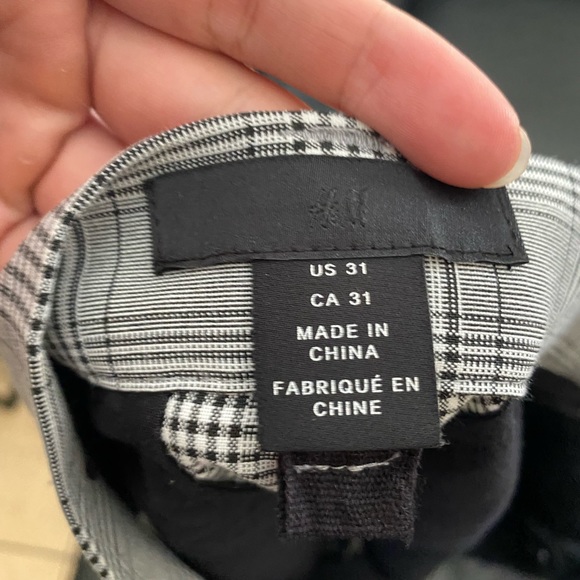 H&M
US 31
CA 31
MADE IN
CHINA
FABRIQUÉ EN
CHINE